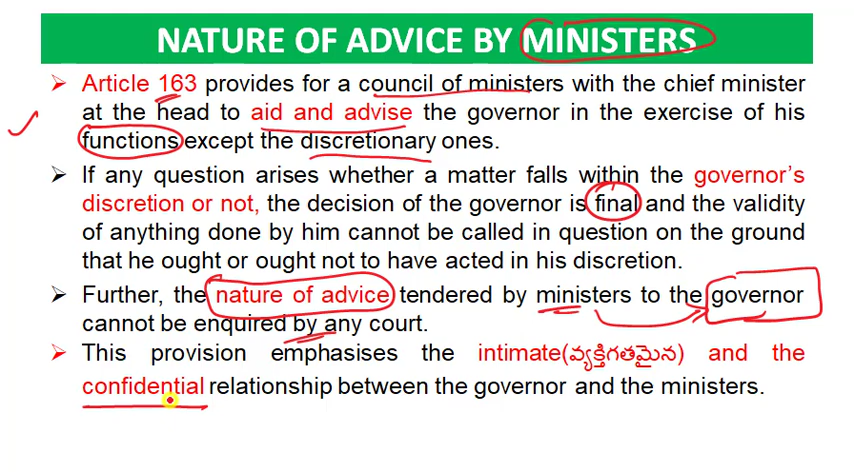 NATURE OF ADVICE BY MINISTERS
➢ Article 163 provides for a council of ministers with the chief minister
at the head to aid and advise the governor in the exercise of his
functions except the discretionary ones.
➢ If any question arises whether a matter falls within the governor's
discretion or not, the decision of the governor is final and the validity
of anything done by him cannot be called in question on the ground
that he ought or ought not to have acted in his discretion.
➢ Further, the nature of advice tendered by ministers to the governor
cannot be enquired by any court.
➢ This provision emphasises the intimate(వ్యక్తిగతమైన) and the
confidential relationship between the governor and the ministers.